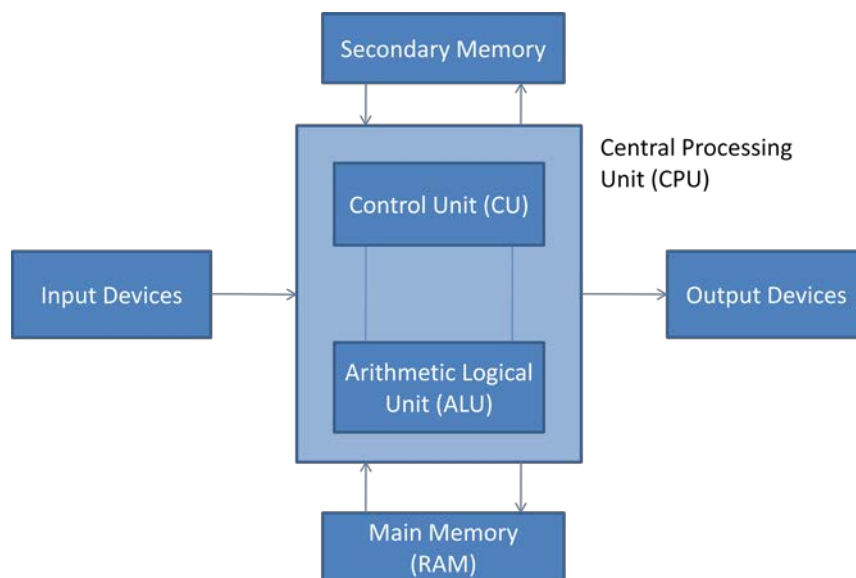 Secondary Memory
Central Processing
Unit (CPU)
Control Unit (CU)
Input Devices
Output Devices
Arithmetic Logical
Unit (ALU)
Main Memory
(RAM)